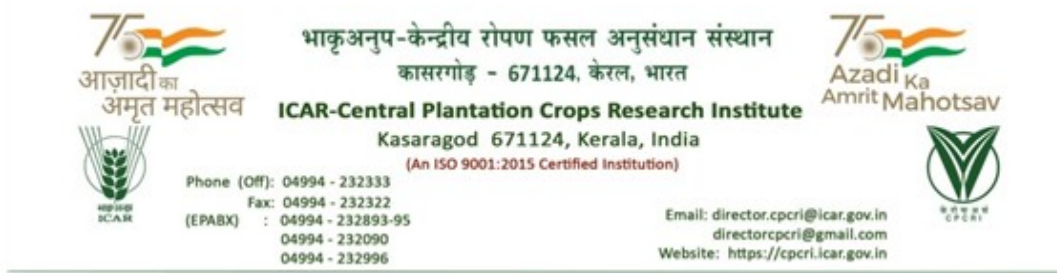 75
आज़ादी का
अमृत महोत्सव
भाकृअनुप-केन्द्रीय रोपण फसल अनुसंधान संस्थान
कासरगोड़ - 671124, केरल, भारत
ICAR-Central Plantation Crops Research Institute
Kasaragod 671124, Kerala, India
(An ISO 9001:2015 Certified Institution)
75
Azadi Ka
Amrit Mahotsav
ICAR
Phone (Off): 04994 - 232333
Fax: 04994 - 232322
(EPABX) : 04994 - 232893-95
04994 - 232090
04994 - 232996
Email: director.cpcri@icar.gov.in
directorcpcri@gmail.com
Website: https://cpcri.icar.gov.in
CPCRI